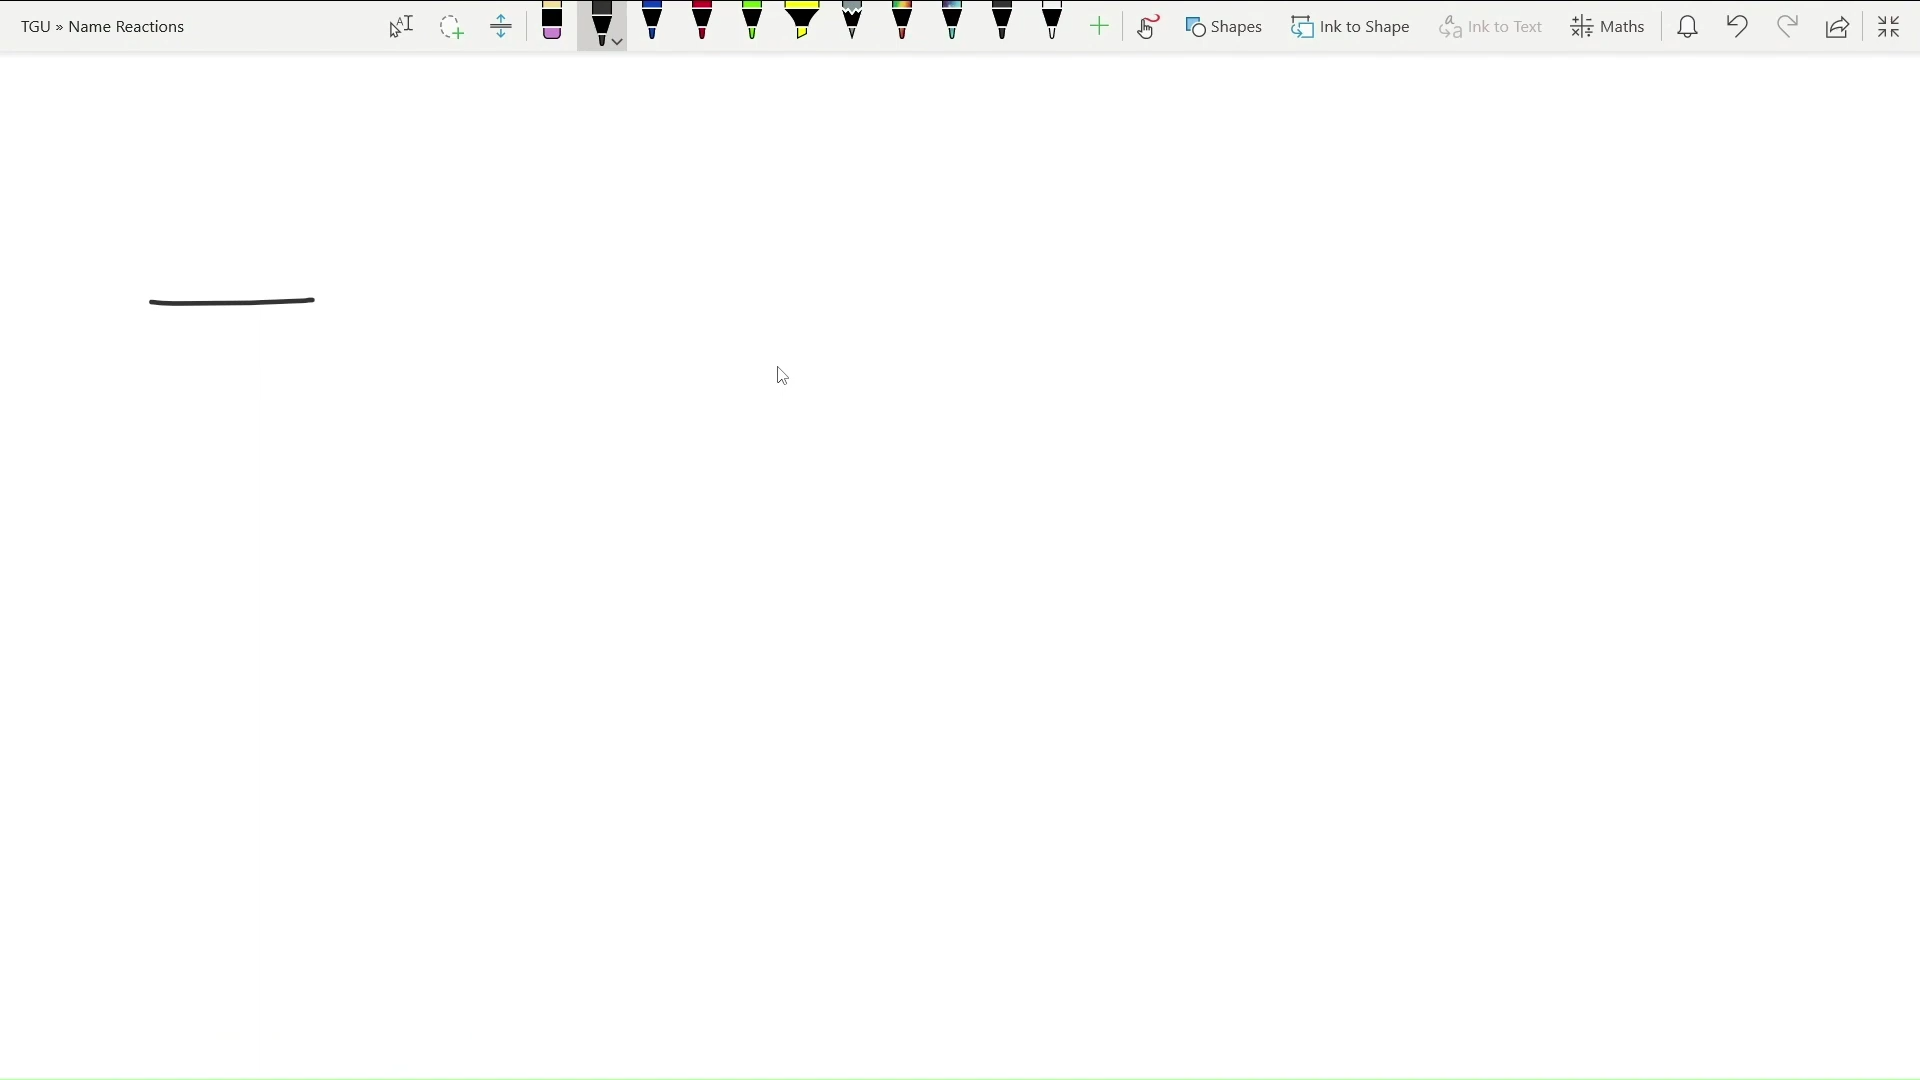 TGU » Name Reactions
Shapes
Ink to Shape
Ink to Text
Maths